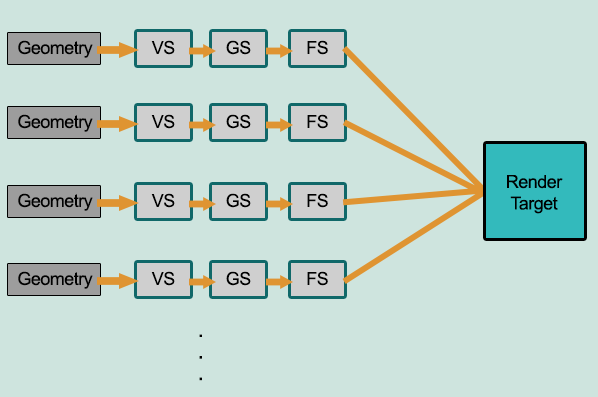 Geometry VS GS FS
Geometry VS GS FS
Render
Target
Geometry VS GS FS
Geometry VS GS FS
.
.
.